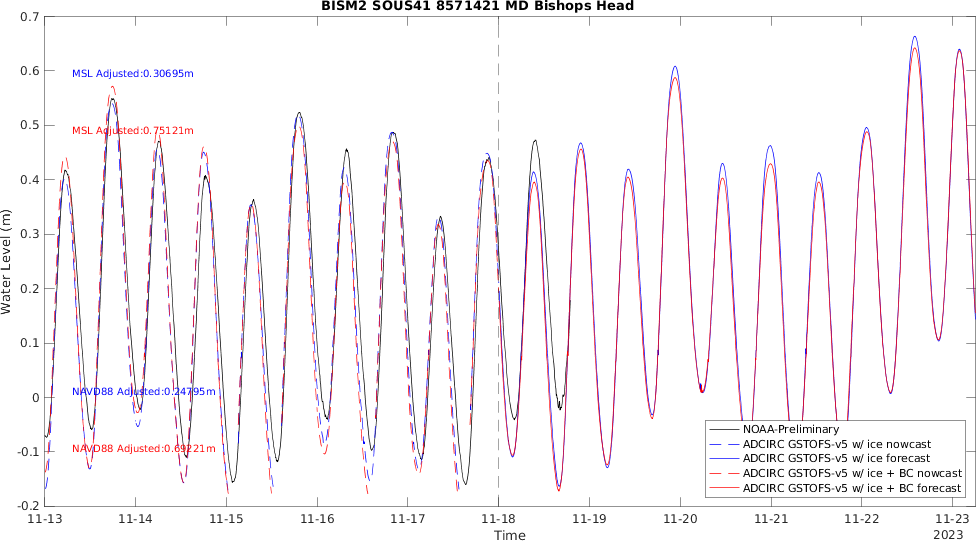 BISM2 SOUS41 8571421 MD Bishops Head
Water Level (m)
0.7
0.6
0.5
0.4
0.3
0.2
0.1
0
-0.1
-0.2
MSL Adjusted:0.30695m
MSL Adjusted:0.75121m
NAVD88 Adjusted:0.24795m
NAVD88 Adjusted:0.69221m
NOAA-Preliminary
ADCIRC GSTOFS-v5 w/ ice nowcast
ADCIRC GSTOFS-v5 w/ ice forecast
ADCIRC GSTOFS-v5 w/ ice + BC nowcast
ADCIRC GSTOFS-v5 w/ ice + BC forecast
11-13 11-14 11-15 11-16 11-17 11-18 11-19 11-20 11-21 11-22 11-23
Time
2023